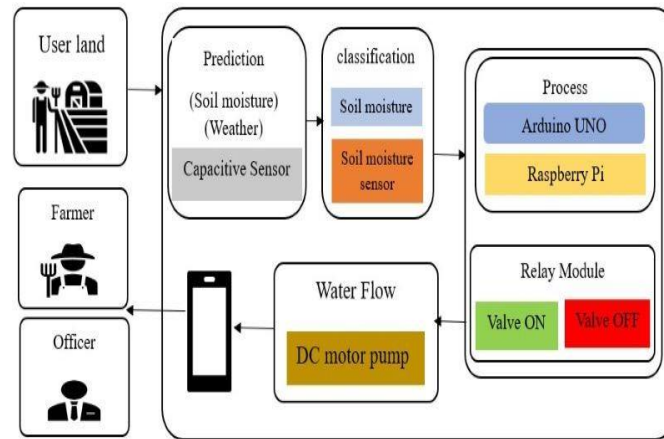 User land
Prediction
(Soil moisture)
(Weather)
Capacitive Sensor
classification
Soil moisture
Soil moisture
sensor
Process
Arduino UNO
Raspberry Pi
Relay Module
Valve ON
Valve OFF
Water Flow
DC motor pump
Farmer
Officer